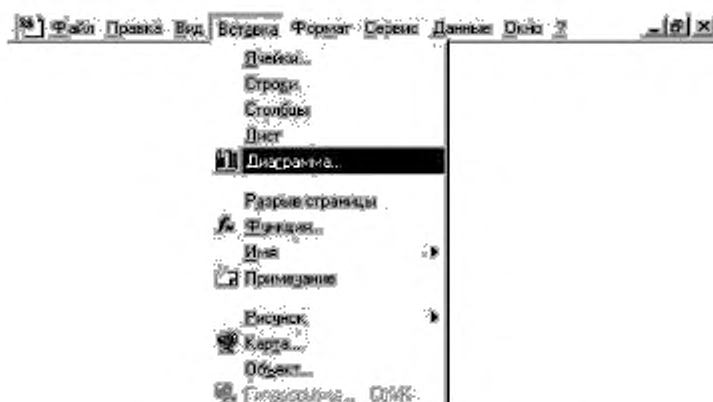 Файл Правка Вид Вставка Формат Сервис Данные Окно ?
Ячейки...
Строки
Столбцы
Лист
Диаграмма...
Разрыв страницы
Функция...
Имя
Примечание
Рисунок
Карта...
Объект...